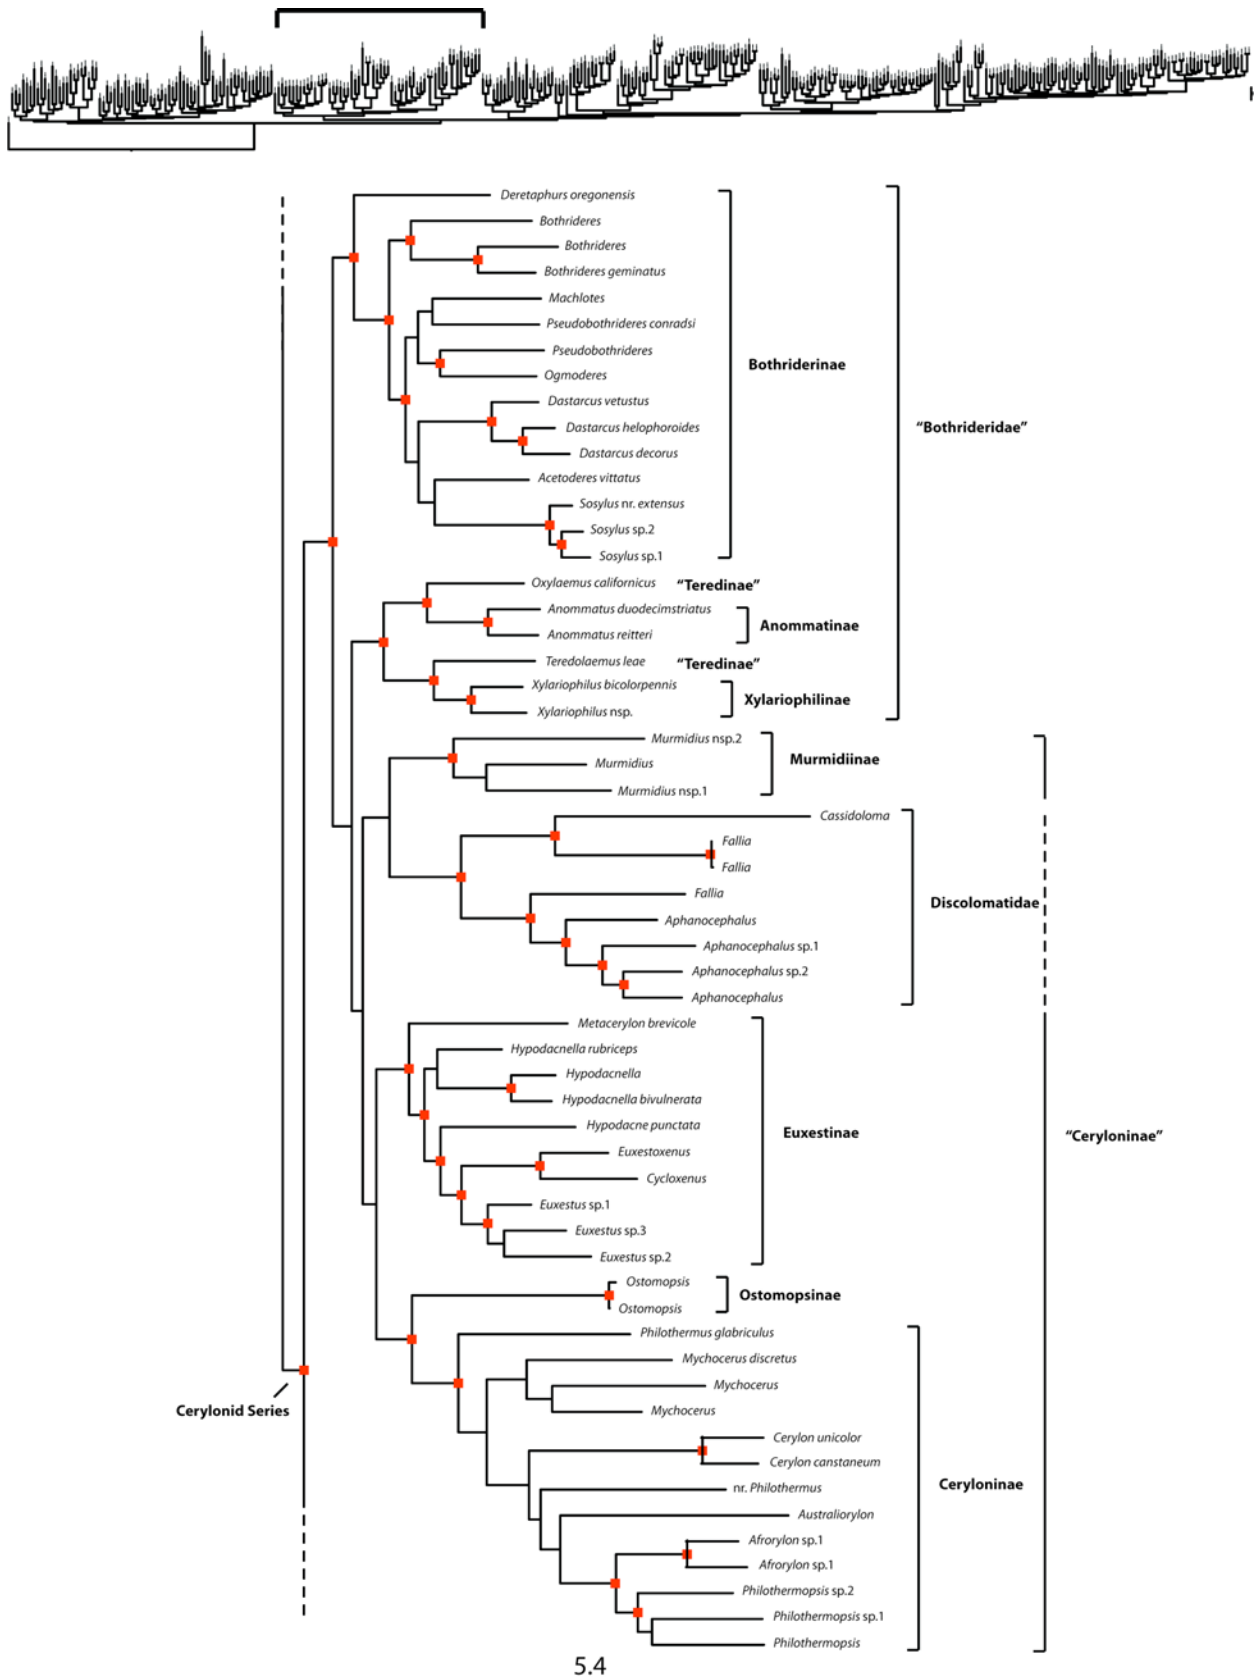 Deretaphurs oregonensis
Bothrideres
Bothrideres
Bothrideres geminatus
Machlotes
Pseudobothrideres conradsi
Pseudobothrideres
Ogmoderes
Bothriderinae
Dastarcus vetustus
Dastarcus helophoroides
"Bothrideridae"
Dastarcus decorus
Acetoderes vittatus
Sosylus nr. extensus
Sosylus sp.2
Sosylus sp.1
Oxylaemus californicus "Teredinae"
Anommatus duodecimstriatus
Anommatinae
Anommatus reitteri
Teredolaemus leae "Teredinae"
Xylariophilus bicolorpennis
Xylariophilinae
Xylariophilus nsp.
Murmidius nsp.2
Murmidiinae
Murmidius
Murmidius nsp.1
Cassidoloma
Fallia
Fallia
Fallia
Discolomatidae
Aphanocephalus
Aphanocephalus sp.1
Aphanocephalus sp.2
Aphanocephalus
Metacerylon brevicole
Hypodacnella rubriceps
Hypodacnella
Hypodacnella bivulnerata
Hypodacne punctata
Euxestinae
"Ceryloninae"
Euxestoxenus
Cycloxenus
Euxestus sp.1
Euxestus sp.3
Euxestus sp.2
Ostomopsis
Ostomopsinae
Ostomopsis
Philothermus glabriculus
Mychocerus discretus
Mychocerus
Mychocerus
Cerylonid Series
Cerylon unicolor
Cerylon canstaneum
Ceryloninae
nr. Philothermus
Australiorylon
Afrorylon sp.1
Afrorylon sp.1
Philothermopsis sp.2
Philothermopsis sp.1
Philothermopsis
5.4